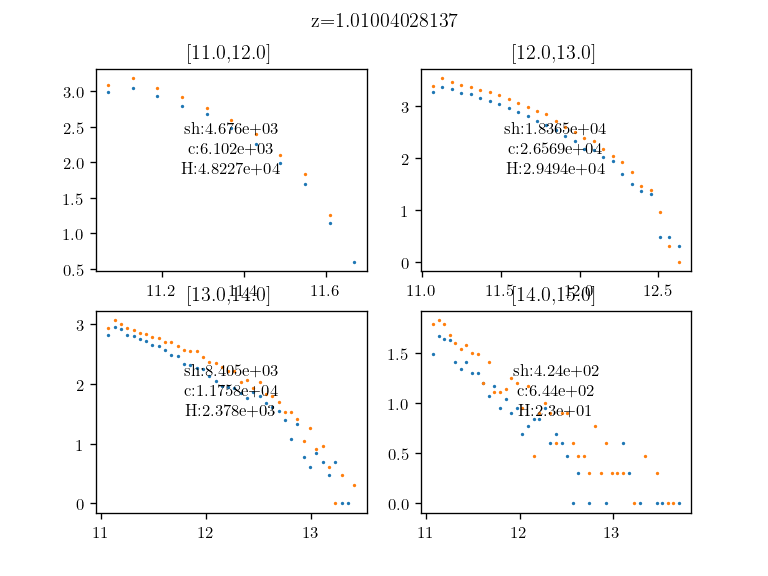 z=1.01004028137
[11.0,12.0]
[12.0,13.0]
3.0
2.5
2.0
1.5
1.0
0.5
sh:4.676e+03
c:6.102e+03
H:4.8227e+04
11.2
11.4
11.6
3
2
1
0
sh:1.8365e+04
c:2.6569e+04
H:2.9494e+04
11.0
11.5
12.0
12.5
[13.0,14.0]
[14.0,15.0]
3
2
1
0
sh:8.405e+03
c:1.1758e+04
H:2.378e+03
11
12
13
1.5
1.0
0.5
0.0
sh:4.24e+02
c:6.44e+02
H:2.3e+01
11
12
13